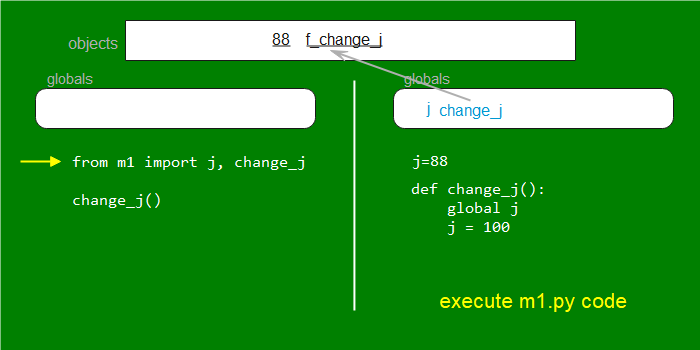 objects
88 f_change_j
globals
globals
j change_j
from m1 import j, change_j
change_j()
j=88
def change_j():
    global j
    j = 100
execute m1.py code